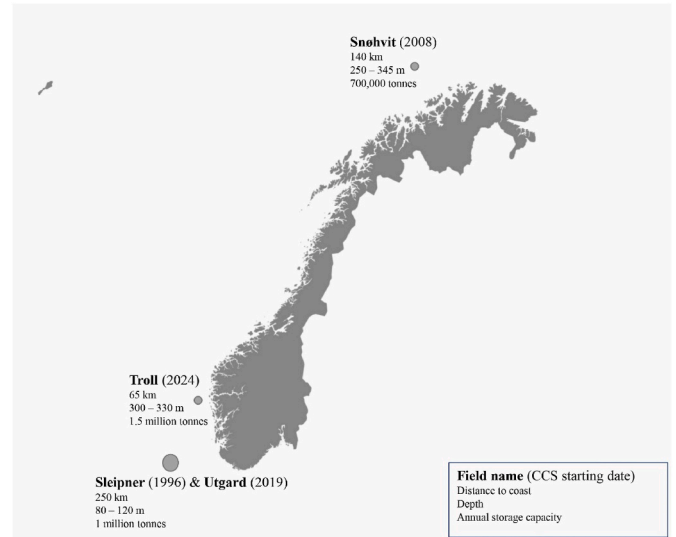 Snøhvit (2008)
140 km
250 – 345 m
700,000 tonnes
Troll (2024)
65 km
300 – 330 m
1.5 million tonnes
Sleipner (1996) & Utgard (2019)
250 km
80 – 120 m
1 million tonnes
Field name (CCS starting date)
Distance to coast
Depth
Annual storage capacity